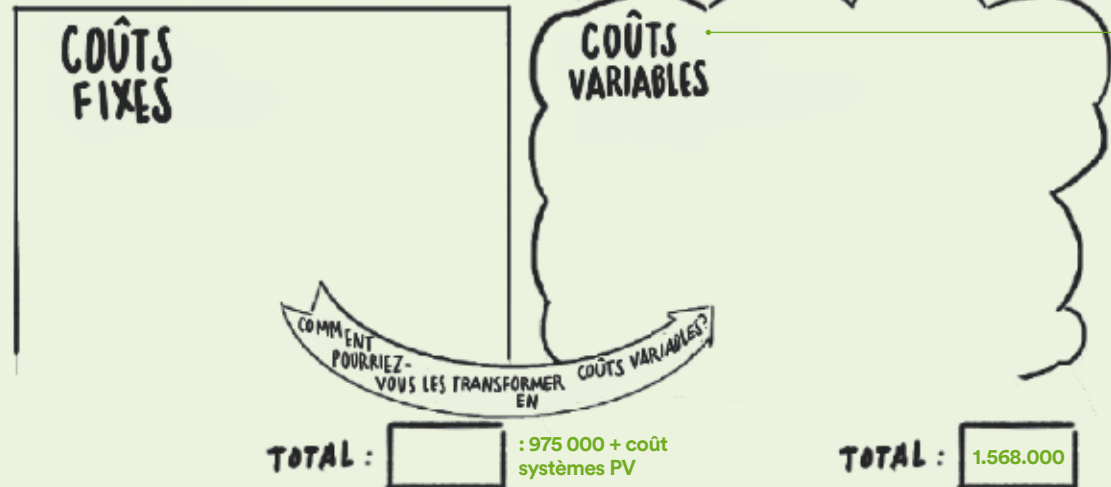 COÛTS
FIXES
COÛTS
VARIABLES
COMMENT
POURRIEZ-
VOUS LES TRANSFORMER
EN
COÛTS VARIABLES?
TOTAL :
: 975 000 + coût
systèmes PV
TOTAL :
1.568.000